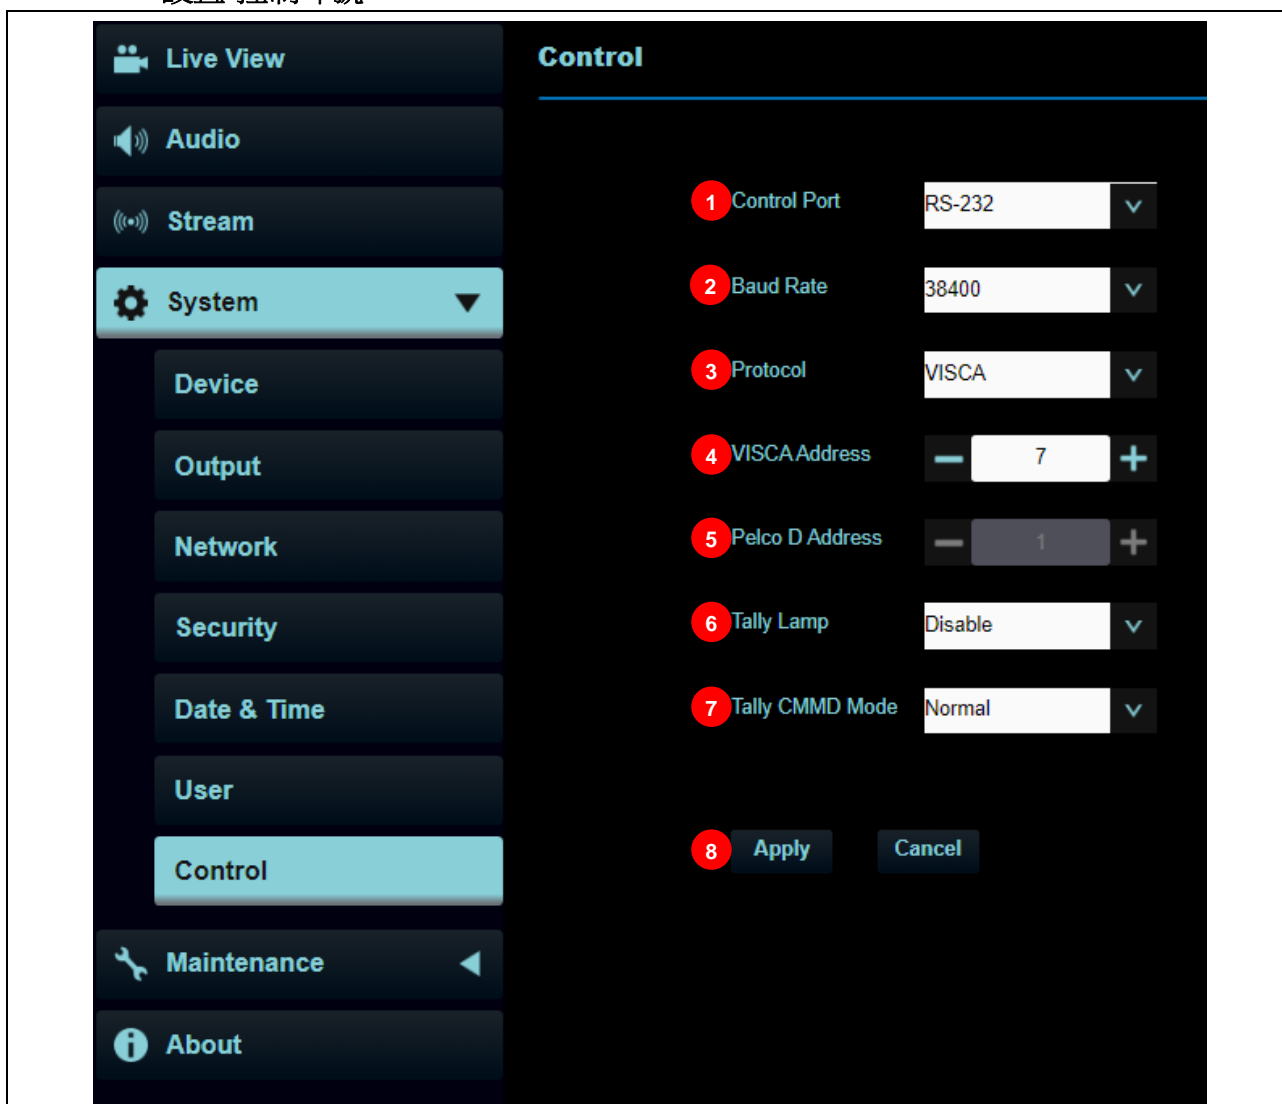 Live View
Audio
Stream
System
Device
Output
Network
Security
Date & Time
User
Control
Maintenance
About
Control
1 Control Port RS-232
2 Baud Rate 38400
3 Protocol VISCA
4 VISCA Address 7
5 Pelco D Address 1
6 Tally Lamp Disable
7 Tally CMMD Mode Normal
8 Apply Cancel